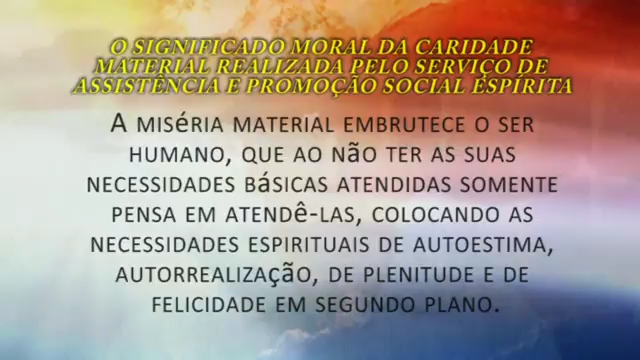 O SIGNIFICADO MORAL DA CARIDADE
MATERIAL REALIZADA PELO SERVIÇO DE
ASSISTÊNCIA E PROMOÇÃO SOCIAL ESPÍRITA
A MISéRIA MATERIAL EMBRUTECE O SER
HUMANO, QUE AO NãO TER AS SUAS
NECESSIDADES BáSICAS ATENDIDAS SOMENTE
PENSA EM ATENDê-LAS, COLOCANDO AS
NECESSIDADES ESPIRITUAIS DE AUTOESTIMA,
AUTORREALIZAçãO, DE PLENITUDE E DE
FELICIDADE EM SEGUNDO PLANO.